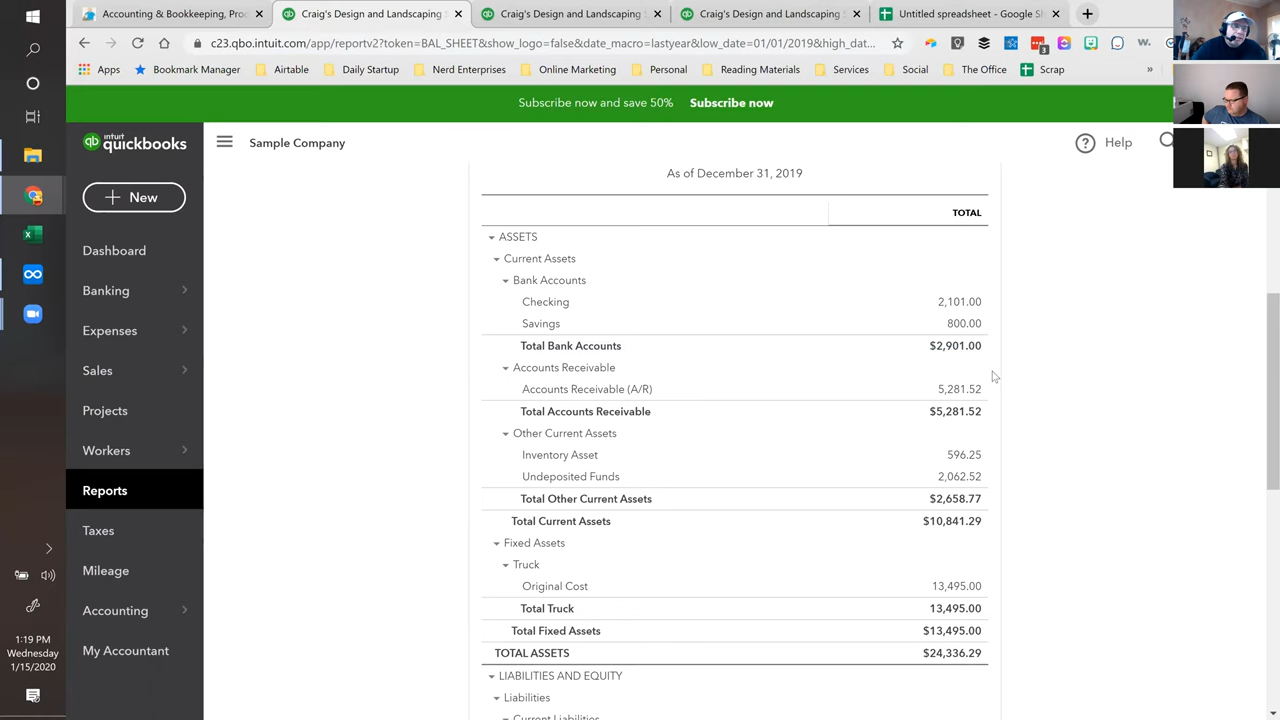 Accounting & Bookkeeping, Proc
Craig's Design and Landscaping
Craig's Design and Landscaping
Craig's Design and Landscaping
Untitled spreadsheet - Google S
c23.qbo.intuit.com/app/reportv2?token=BAL_SHEET&show_logo=false&date_macro=lastyear&low_date=01/01/2019&high_dat...
3
W.
Apps
Bookmark Manager
Airtable
Daily Startup
Nerd Enterprises
Online Marketing
Personal
Reading Materials
Services
Social
The Office
Scrap
»
Subscribe now and save 50% Subscribe now
intuit
quickbooks
Sample Company
Help
+ New
Dashboard
Banking
Expenses
Sales
Projects
Workers
Reports
Taxes
Mileage
Accounting
My Accountant
1:19 PM
Wednesday
1/15/2020
As of December 31, 2019
TOTAL
ASSETS
Current Assets
Bank Accounts
Checking 2,101.00
Savings 800.00
Total Bank Accounts $2,901.00
Accounts Receivable
Accounts Receivable (A/R) 5,281.52
Total Accounts Receivable $5,281.52
Other Current Assets
Inventory Asset 596.25
Undeposited Funds 2,062.52
Total Other Current Assets $2,658.77
Total Current Assets $10,841.29
Fixed Assets
Truck
Original Cost 13,495.00
Total Truck 13,495.00
Total Fixed Assets $13,495.00
TOTAL ASSETS $24,336.29
LIABILITIES AND EQUITY
Liabilities
Current Liabilities